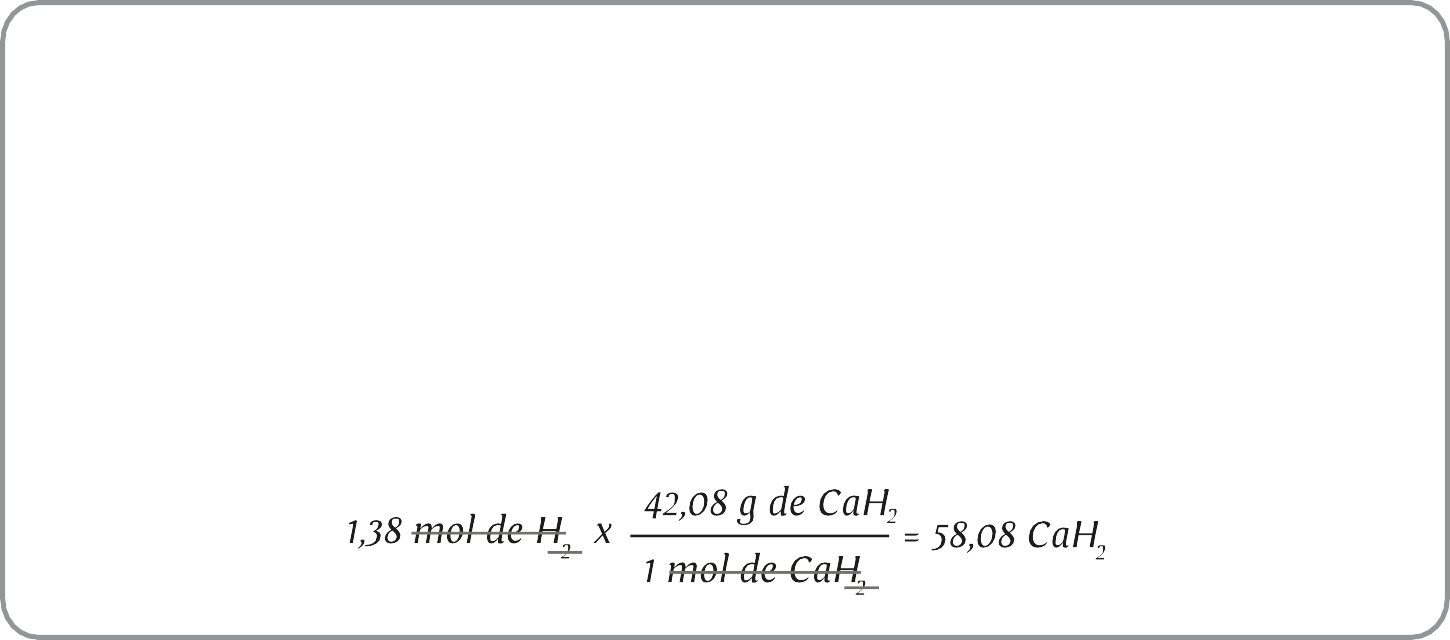 1,38 mol de H₂ x 42,08 g de CaH₂ / 1 mol de CaH₂ = 58,08 CaH₂